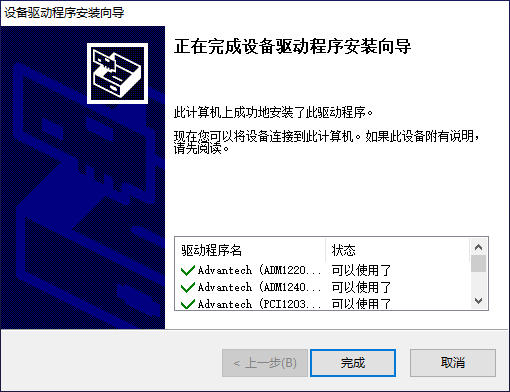 设备驱动程序安装向导
正在完成设备驱动程序安装向导
此计算机上成功地安装了此驱动程序。
现在您可以将设备连接到此计算机。如果此设备附有说明，
请先阅读。
驱动程序名 状态
Advantech (ADM1220... 可以使用了
Advantech (ADM1240... 可以使用了
Advantech (PCI1203... 可以使用了
< 上一步(B) 完成 取消